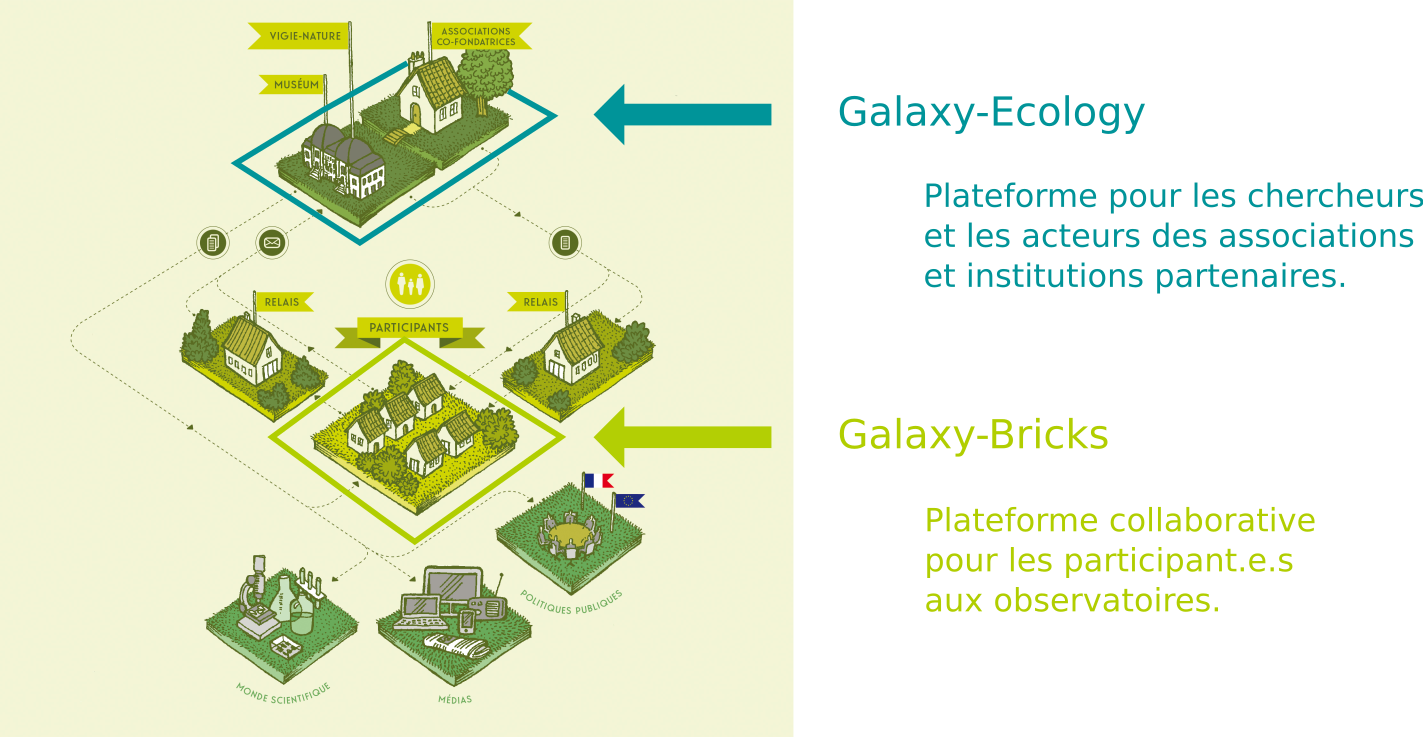 VIGIE-NATURE
ASSOCIATIONS
CO-FONDATRICES
MUSÉUM
RELAIS
RELAIS
PARTICIPANTS
POLITIQUES PUBLIQUES
MONDE SCIENTIFIQUE
MÉDIAS
Galaxy-Ecology
Plateforme pour les chercheurs
et les acteurs des associations
et institutions partenaires.
Galaxy-Bricks
Plateforme collaborative
pour les participant.e.s
aux observatoires.